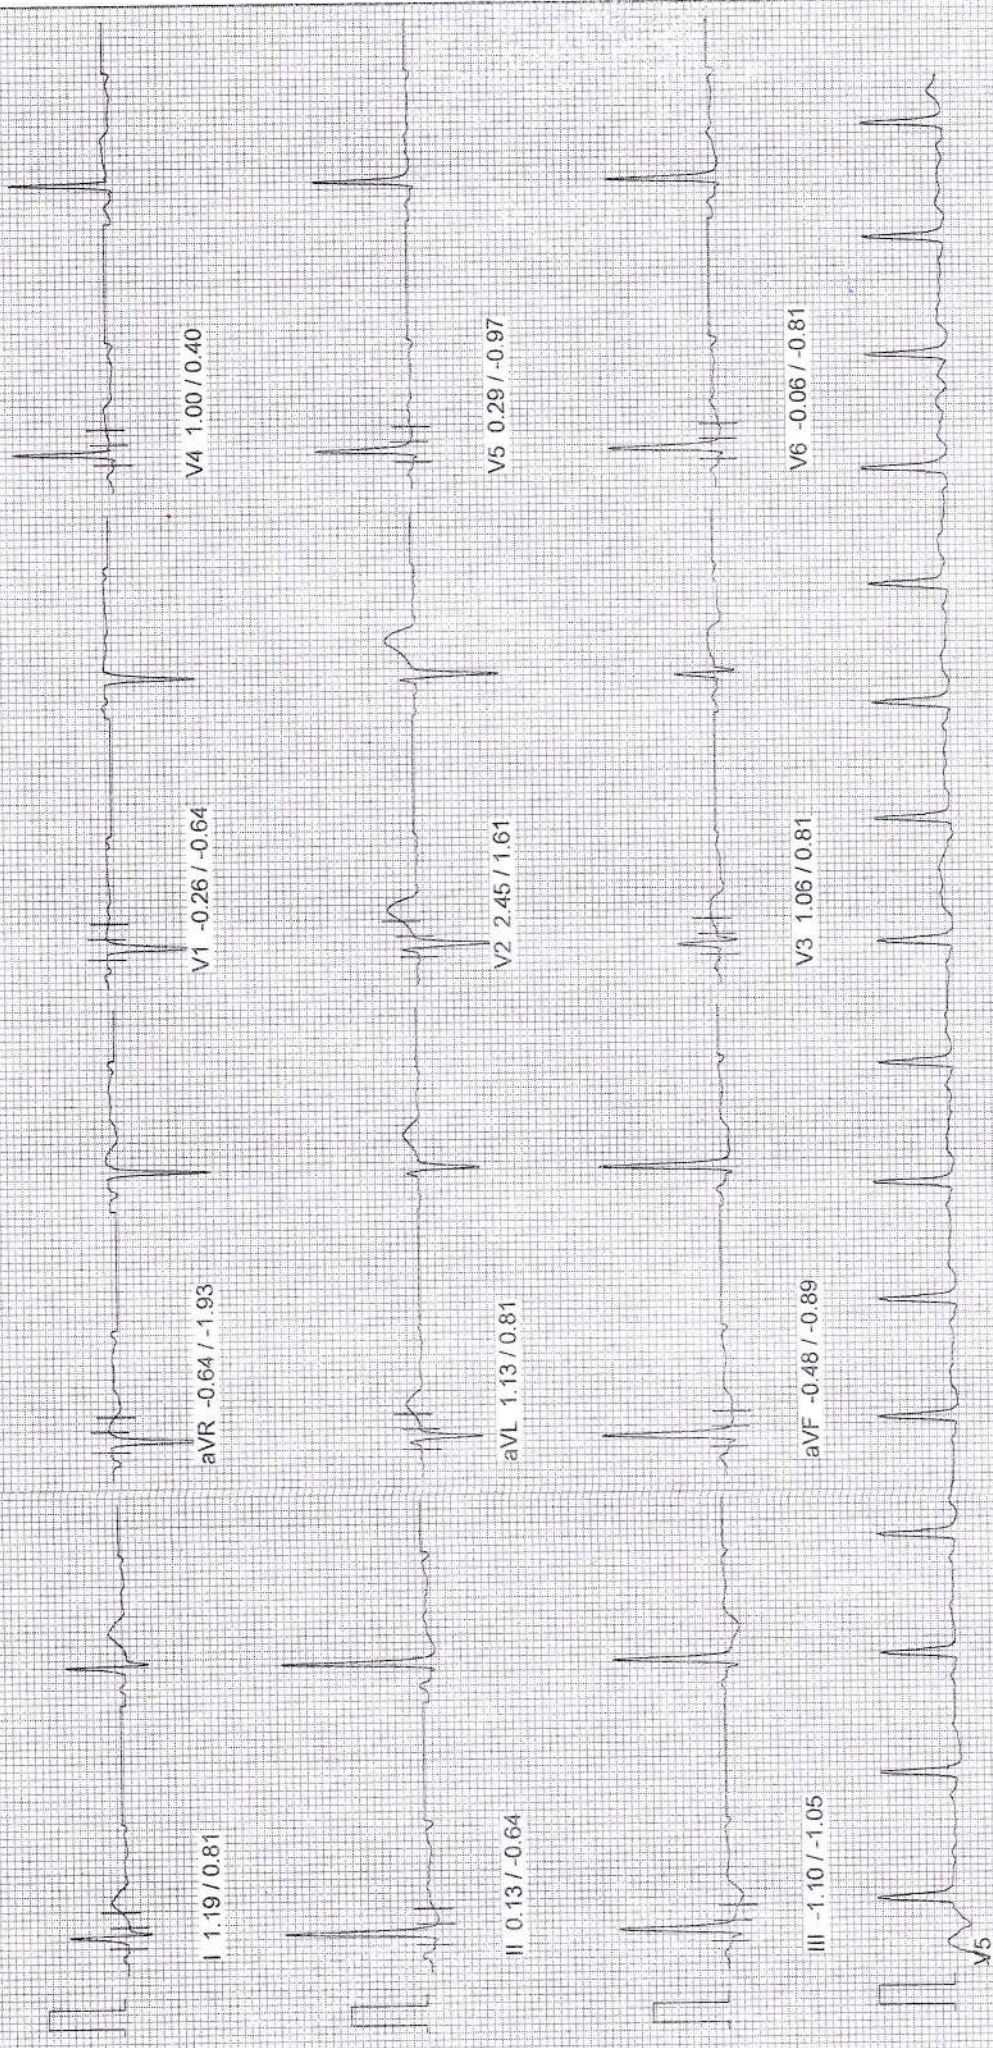 I 1.19 / 0.81
aVR -0.64 / -1.93
V1 -0.26 / -0.64
V4 1.00 / 0.40
II 0.13 / -0.64
aVL 1.13 / 0.81
V2 2.45 / 1.61
V5 0.29 / -0.97
III -1.10 / -1.05
aVF -0.48 / -0.89
V3 1.06 / 0.81
V6 -0.06 / -0.81
V5